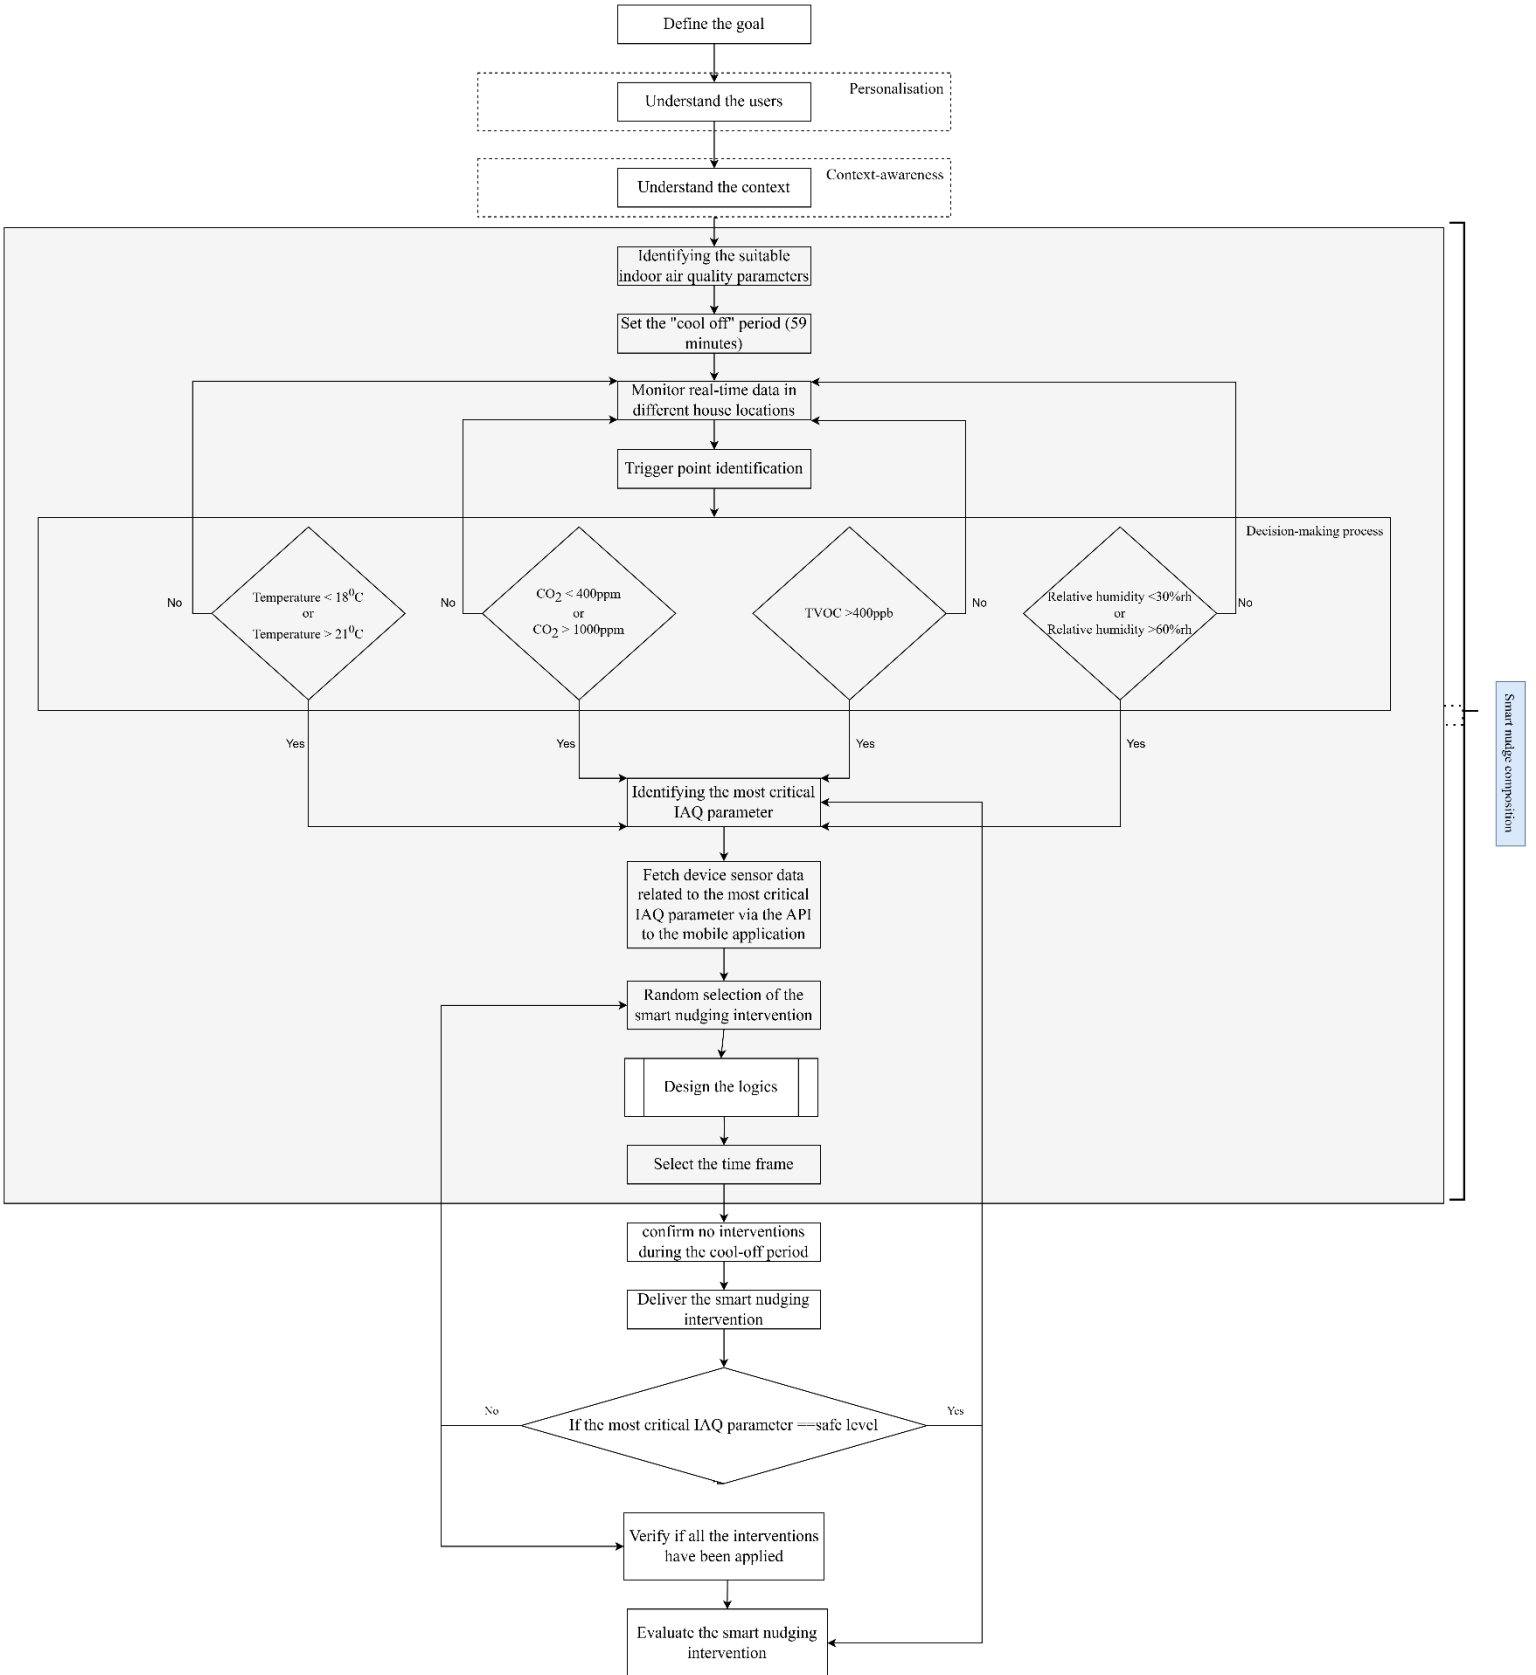 Define the goal
Personalisation
Understand the users
Context-awareness
Understand the context
Identifying the suitable
indoor air quality parameters
Set the "cool off" period (59
minutes)
Monitor real-time data in
different house locations
Trigger point identification
Decision-making process
No
Temperature < 18⁰C
or
Temperature > 21⁰C
No
CO₂ < 400ppm
or
CO₂ > 1000ppm
TVOC >400ppb
No
Relative humidity <30%rh
or
Relative humidity >60%rh
No
Yes
Yes
Yes
Yes
Smart nudge composition
Identifying the most critical
IAQ parameter
Fetch device sensor data
related to the most critical
IAQ parameter via the API
to the mobile application
Random selection of the
smart nudging intervention
Design the logics
Select the time frame
confirm no interventions
during the cool-off period
Deliver the smart nudging
intervention
No
If the most critical IAQ parameter ==safe level
Yes
Verify if all the interventions
have been applied
Evaluate the smart nudging
intervention